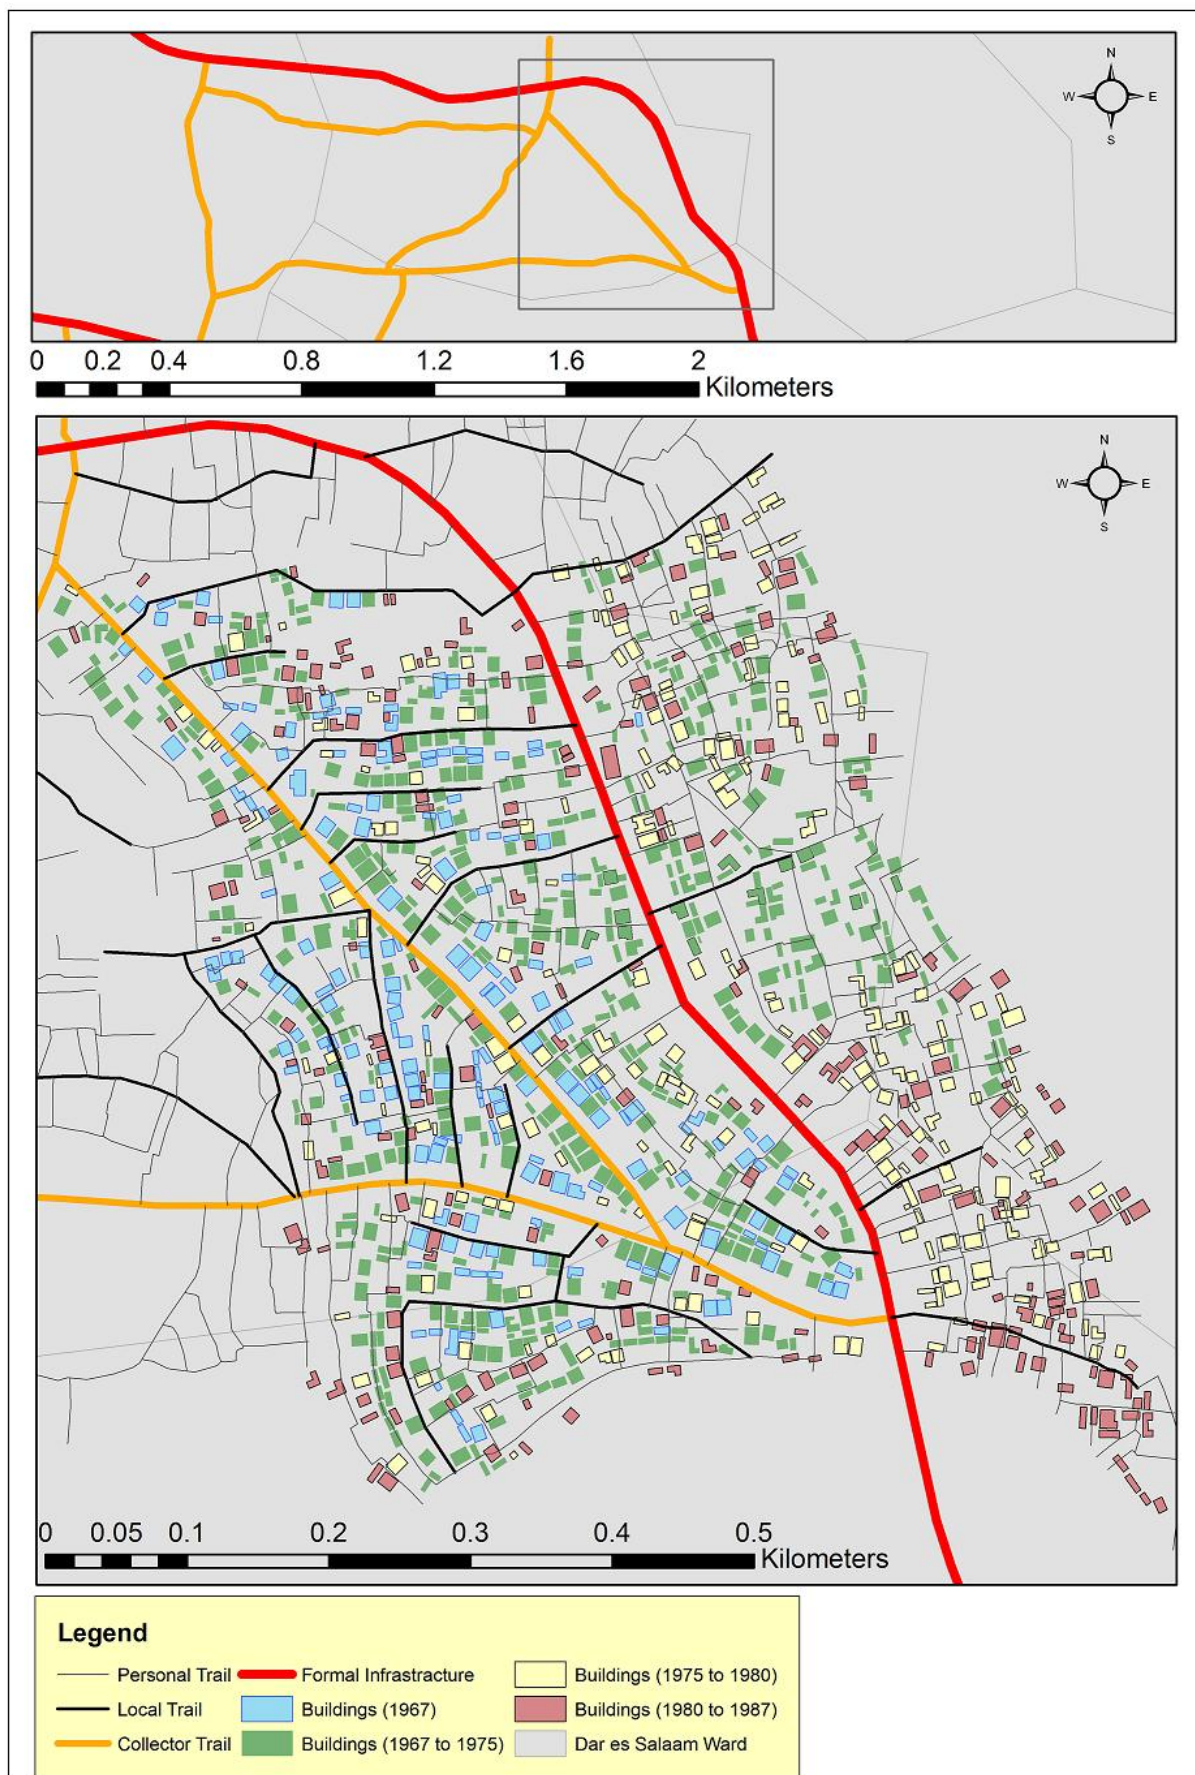 N
W E
S
0 0.2 0.4 0.8 1.2 1.6 2
Kilometers
N
W E
S
0 0.05 0.1 0.2 0.3 0.4 0.5
Kilometers
Legend
Personal Trail Formal Infrastracture Buildings (1975 to 1980)
Local Trail Buildings (1967) Buildings (1980 to 1987)
Collector Trail Buildings (1967 to 1975) Dar es Salaam Ward